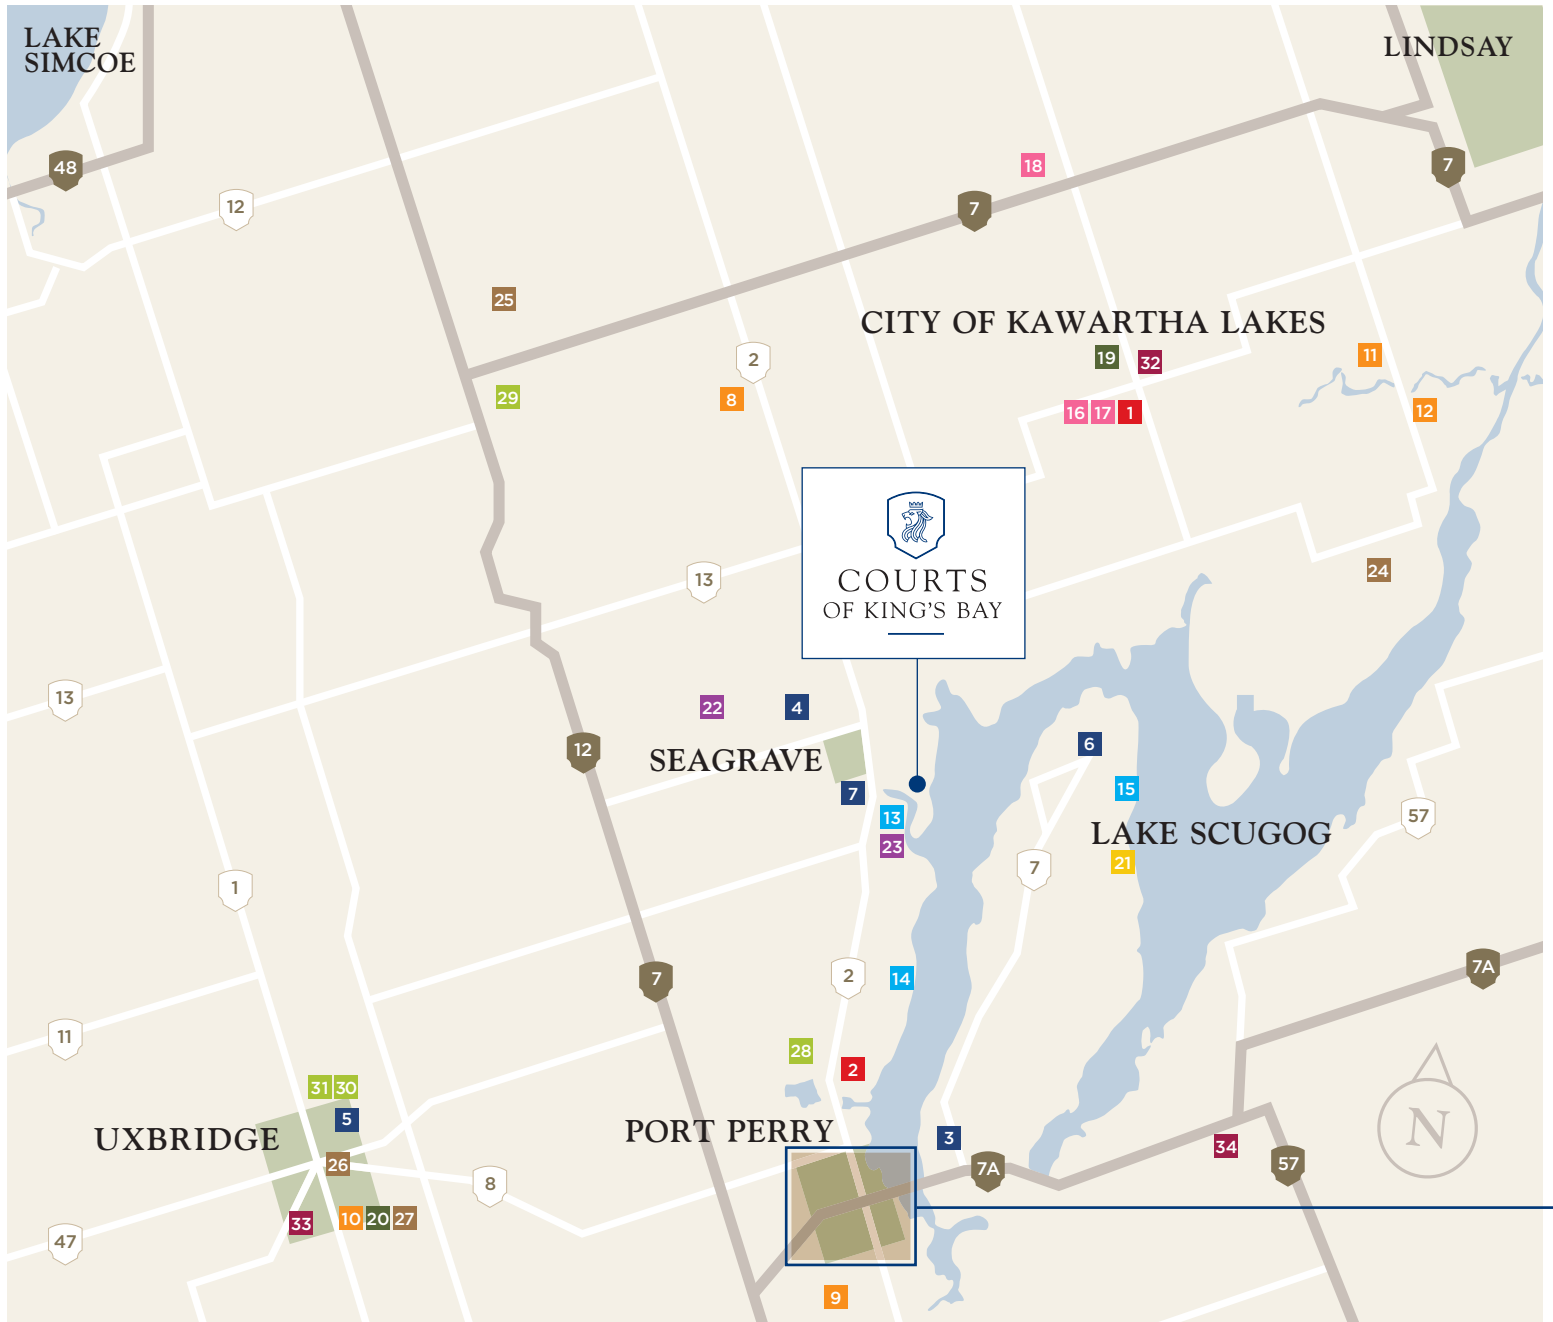 LAKE
SIMCOE
LINDSAY
48
18
7
12
7
25
CITY OF KAWARTHA LAKES
2
19
32
11
29
8
16 17 1
12
COURTS
OF KING'S BAY
13
24
13
22
4
6
12
SEAGRAVE
7
15
13
57
LAKE SCUGOG
23
21
7
1
7
2
14
7A
11
28
2
31 30
5
N
UXBRIDGE
PORT PERRY
3
34
26
7A
57
8
33
10 20 27
47
9